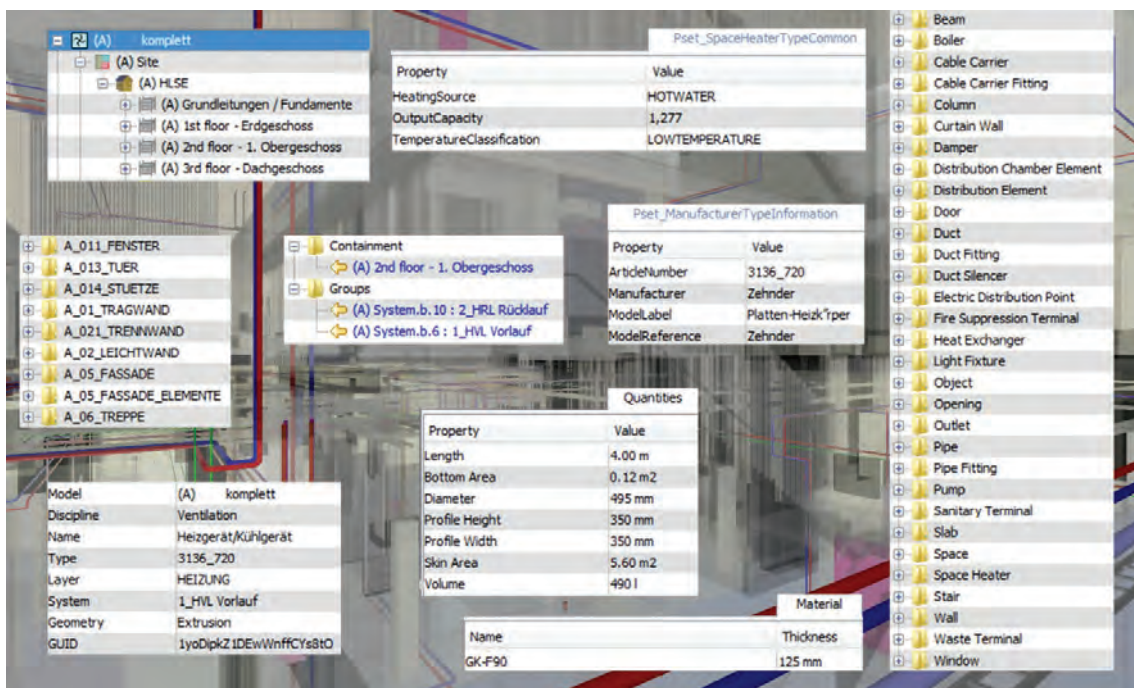 (A) komplett
(A) Site
(A) HLSE
(A) Grundleitungen / Fundamente
(A) 1st floor - Erdgeschoss
(A) 2nd floor - 1. Obergeschoss
(A) 3rd floor - Dachgeschoss
Pset_SpaceHeaterTypeCommon
Property Value
HeatingSource HOTWATER
OutputCapacity 1,277
TemperatureClassification LOWTEMPERATURE
A_011_FENSTER
A_013_TUER
A_014_STUETZE
A_01_TRAGWAND
A_021_TRENNWAND
A_02_LEICHTWAND
A_05_FASSADE
A_05_FASSADE_ELEMENTE
A_06_TREPPE
Containment
(A) 2nd floor - 1. Obergeschoss
Groups
(A) System.b.10 : 2_HRL Rücklauf
(A) System.b.6 : 1_HVL Vorlauf
Pset_ManufacturerTypeInformation
Property Value
ArticleNumber 3136_720
Manufacturer Zehnder
ModelLabel Platten-Heizk˝rper
ModelReference Zehnder
Quantities
Property Value
Length 4.00 m
Bottom Area 0.12 m2
Diameter 495 mm
Profile Height 350 mm
Profile Width 350 mm
Skin Area 5.60 m2
Volume 490 l
Model (A) komplett
Discipline Ventilation
Name Heizgerät/Kühlgerät
Type 3136_720
Layer HEIZUNG
System 1_HVL Vorlauf
Geometry Extrusion
GUID 1yoDipkZ1DEwWnffCYs8tO
Material
Name Thickness
GK-F90 125 mm
Beam
Boiler
Cable Carrier
Cable Carrier Fitting
Column
Curtain Wall
Damper
Distribution Chamber Element
Distribution Element
Door
Duct
Duct Fitting
Duct Silencer
Electric Distribution Point
Fire Suppression Terminal
Heat Exchanger
Light Fixture
Object
Opening
Outlet
Pipe
Pipe Fitting
Pump
Sanitary Terminal
Slab
Space
Space Heater
Stair
Wall
Waste Terminal
Window